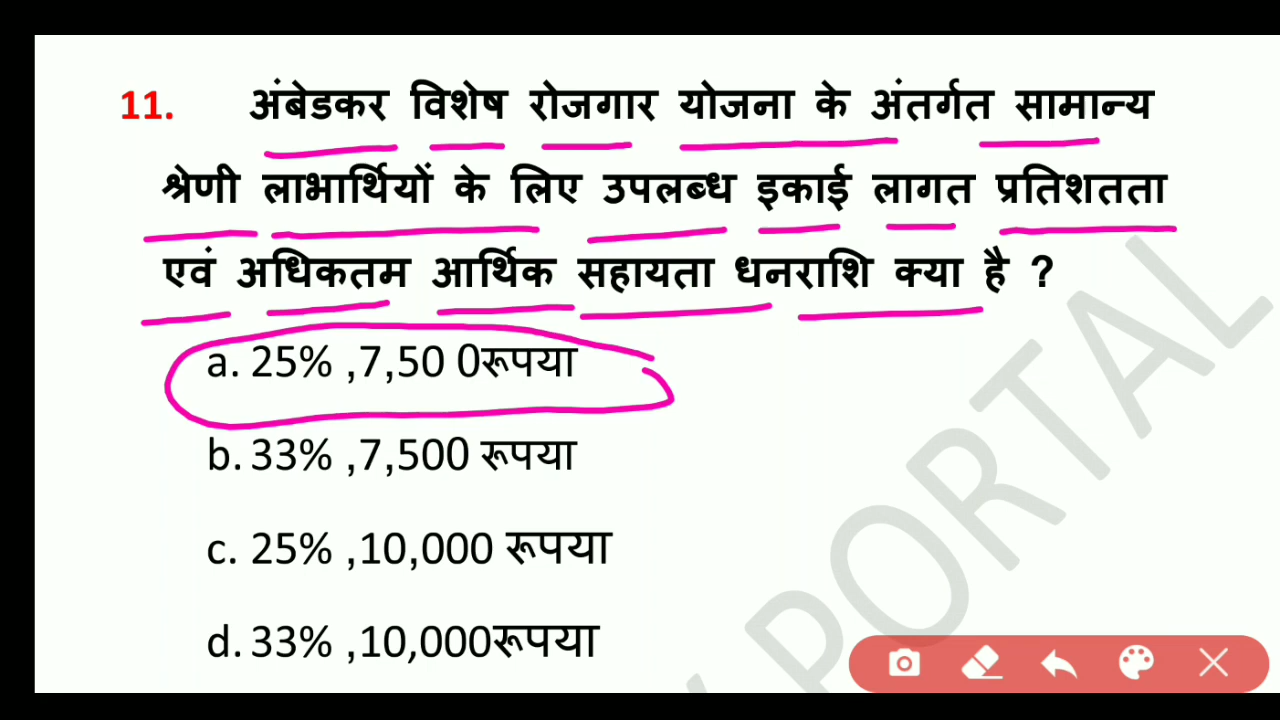 11. अंबेडकर विशेष रोजगार योजना के अंतर्गत सामान्य
श्रेणी लाभार्थियों के लिए उपलब्ध इकाई लागत प्रतिशतता
एवं अधिकतम आर्थिक सहायता धनराशि क्या है ?
a. 25% ,7,50 0रूपया
b. 33% ,7,500 रूपया
c. 25% ,10,000 रूपया
d. 33% ,10,000रूपया
PORTAL